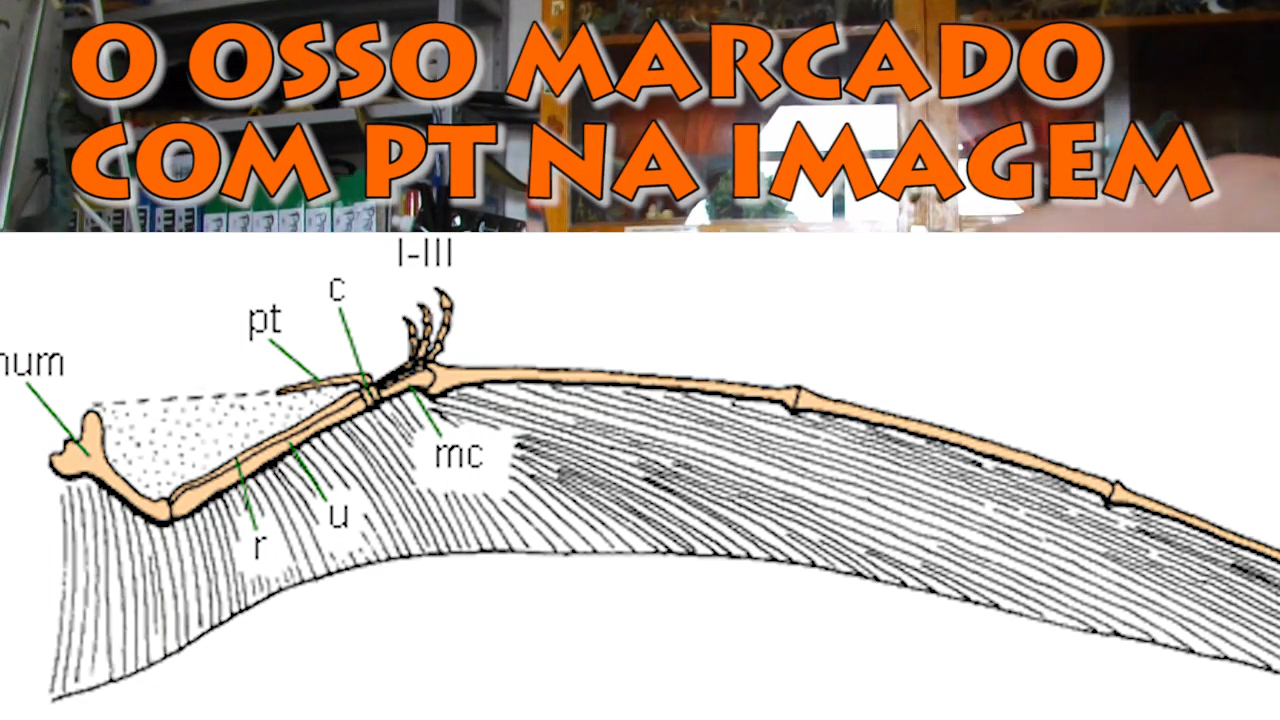 O OSSO MARCADO
COM PT NA IMAGEM
I-III
c
pt
hum
mc
u
r